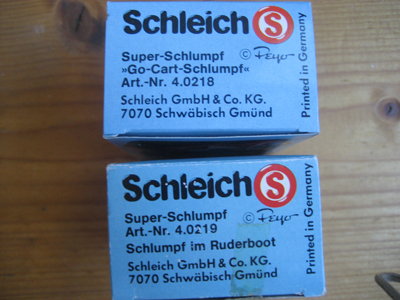 Schleich S
Super-Schlumpf © Peyo
»Go-Cart-Schlumpf«
Art.-Nr. 4.0218
Schleich GmbH & Co. KG.
7070 Schwäbisch Gmünd
Printed in Germany
Schleich S
Super-Schlumpf © Peyo
Art.-Nr. 4.0219
Schlumpf im Ruderboot
Schleich GmbH & Co. KG.
7070 Schwäbisch Gmünd
Printed in Germany